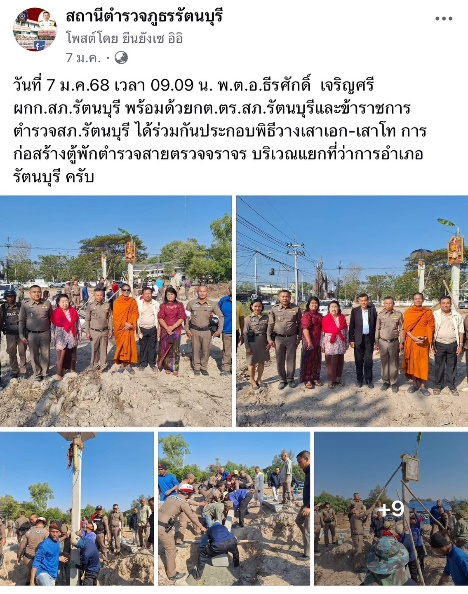 สถานีตำรวจภูธรรัตนบุรี
โพสต์โดย ยืนยังเซ อิอิ
7 ม.ค. ·
วันที่ 7 ม.ค.68 เวลา 09.09 น. พ.ต.อ.ธีรศักดิ์ เจริญศรี
ผกก.สภ.รัตนบุรี พร้อมด้วยกต.ตร.สภ.รัตนบุรีและข้าราชการ
ตำรวจสภ.รัตนบุรี ได้ร่วมกันประกอบพิธีวางเสาเอก-เสาโท การ
ก่อสร้างตู้พักตำรวจสายตรวจจราจร บริเวณแยกที่ว่าการอำเภอ
รัตนบุรี ครับ
+9